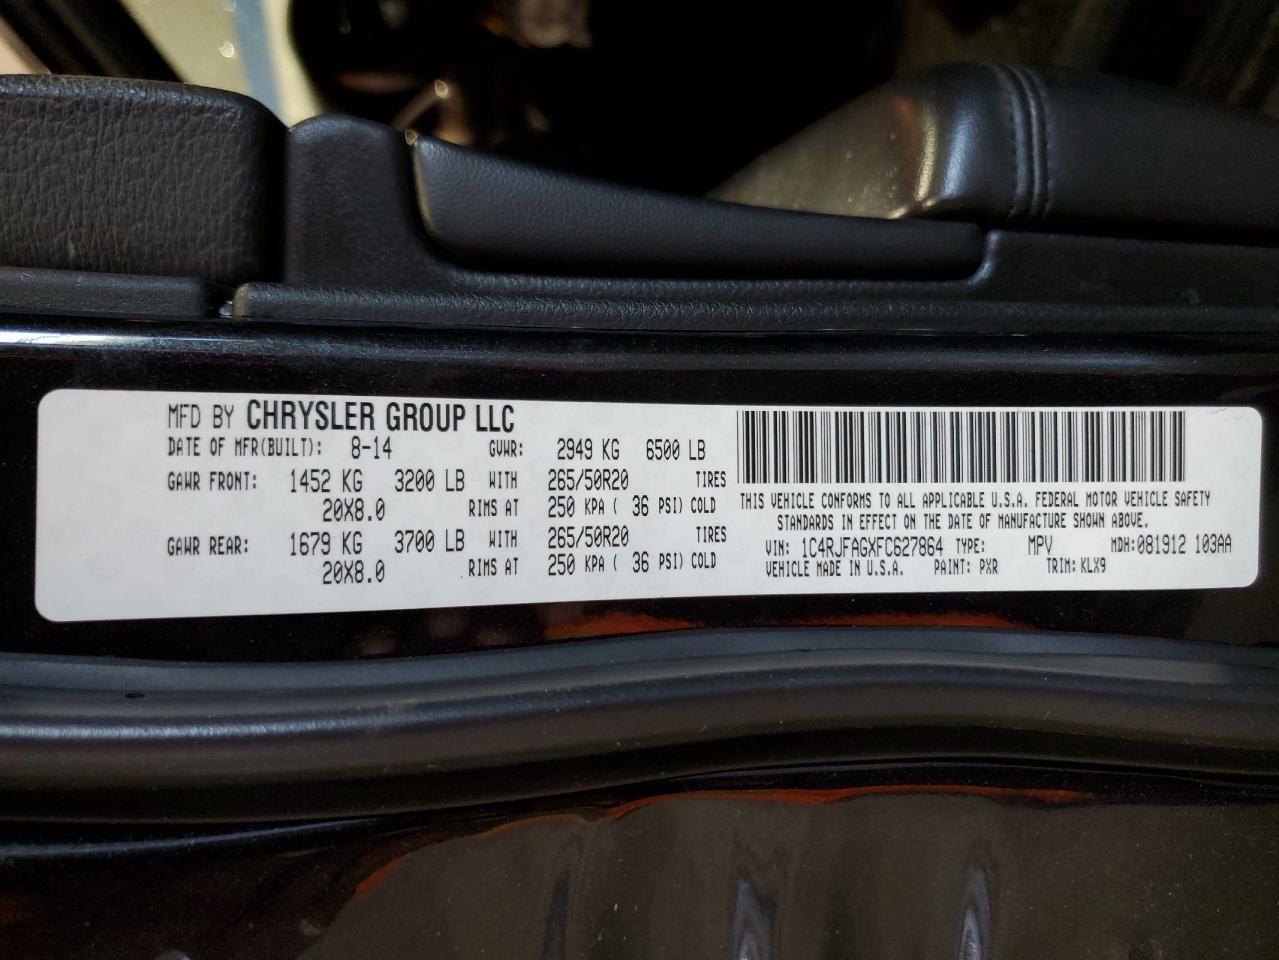 MFD BY CHRYSLER GROUP LLC
DATE OF MFR(BUILT): 8-14 GVWR: 2949 KG 6500 LB
GAWR FRONT: 1452 KG 3200 LB WITH 265/50R20 TIRES
20X8.0 RIMS AT 250 KPA ( 36 PSI) COLD
GAWR REAR: 1679 KG 3700 LB WITH 265/50R20 TIRES
20X8.0 RIMS AT 250 KPA ( 36 PSI) COLD
THIS VEHICLE CONFORMS TO ALL APPLICABLE U.S.A. FEDERAL MOTOR VEHICLE SAFETY
STANDARDS IN EFFECT ON THE DATE OF MANUFACTURE SHOWN ABOVE.
VIN: 1C4RJFAGXFC627864 TYPE: MPV MDH:081912 103AA
VEHICLE MADE IN U.S.A. PAINT: PXR TRIM: KLX9